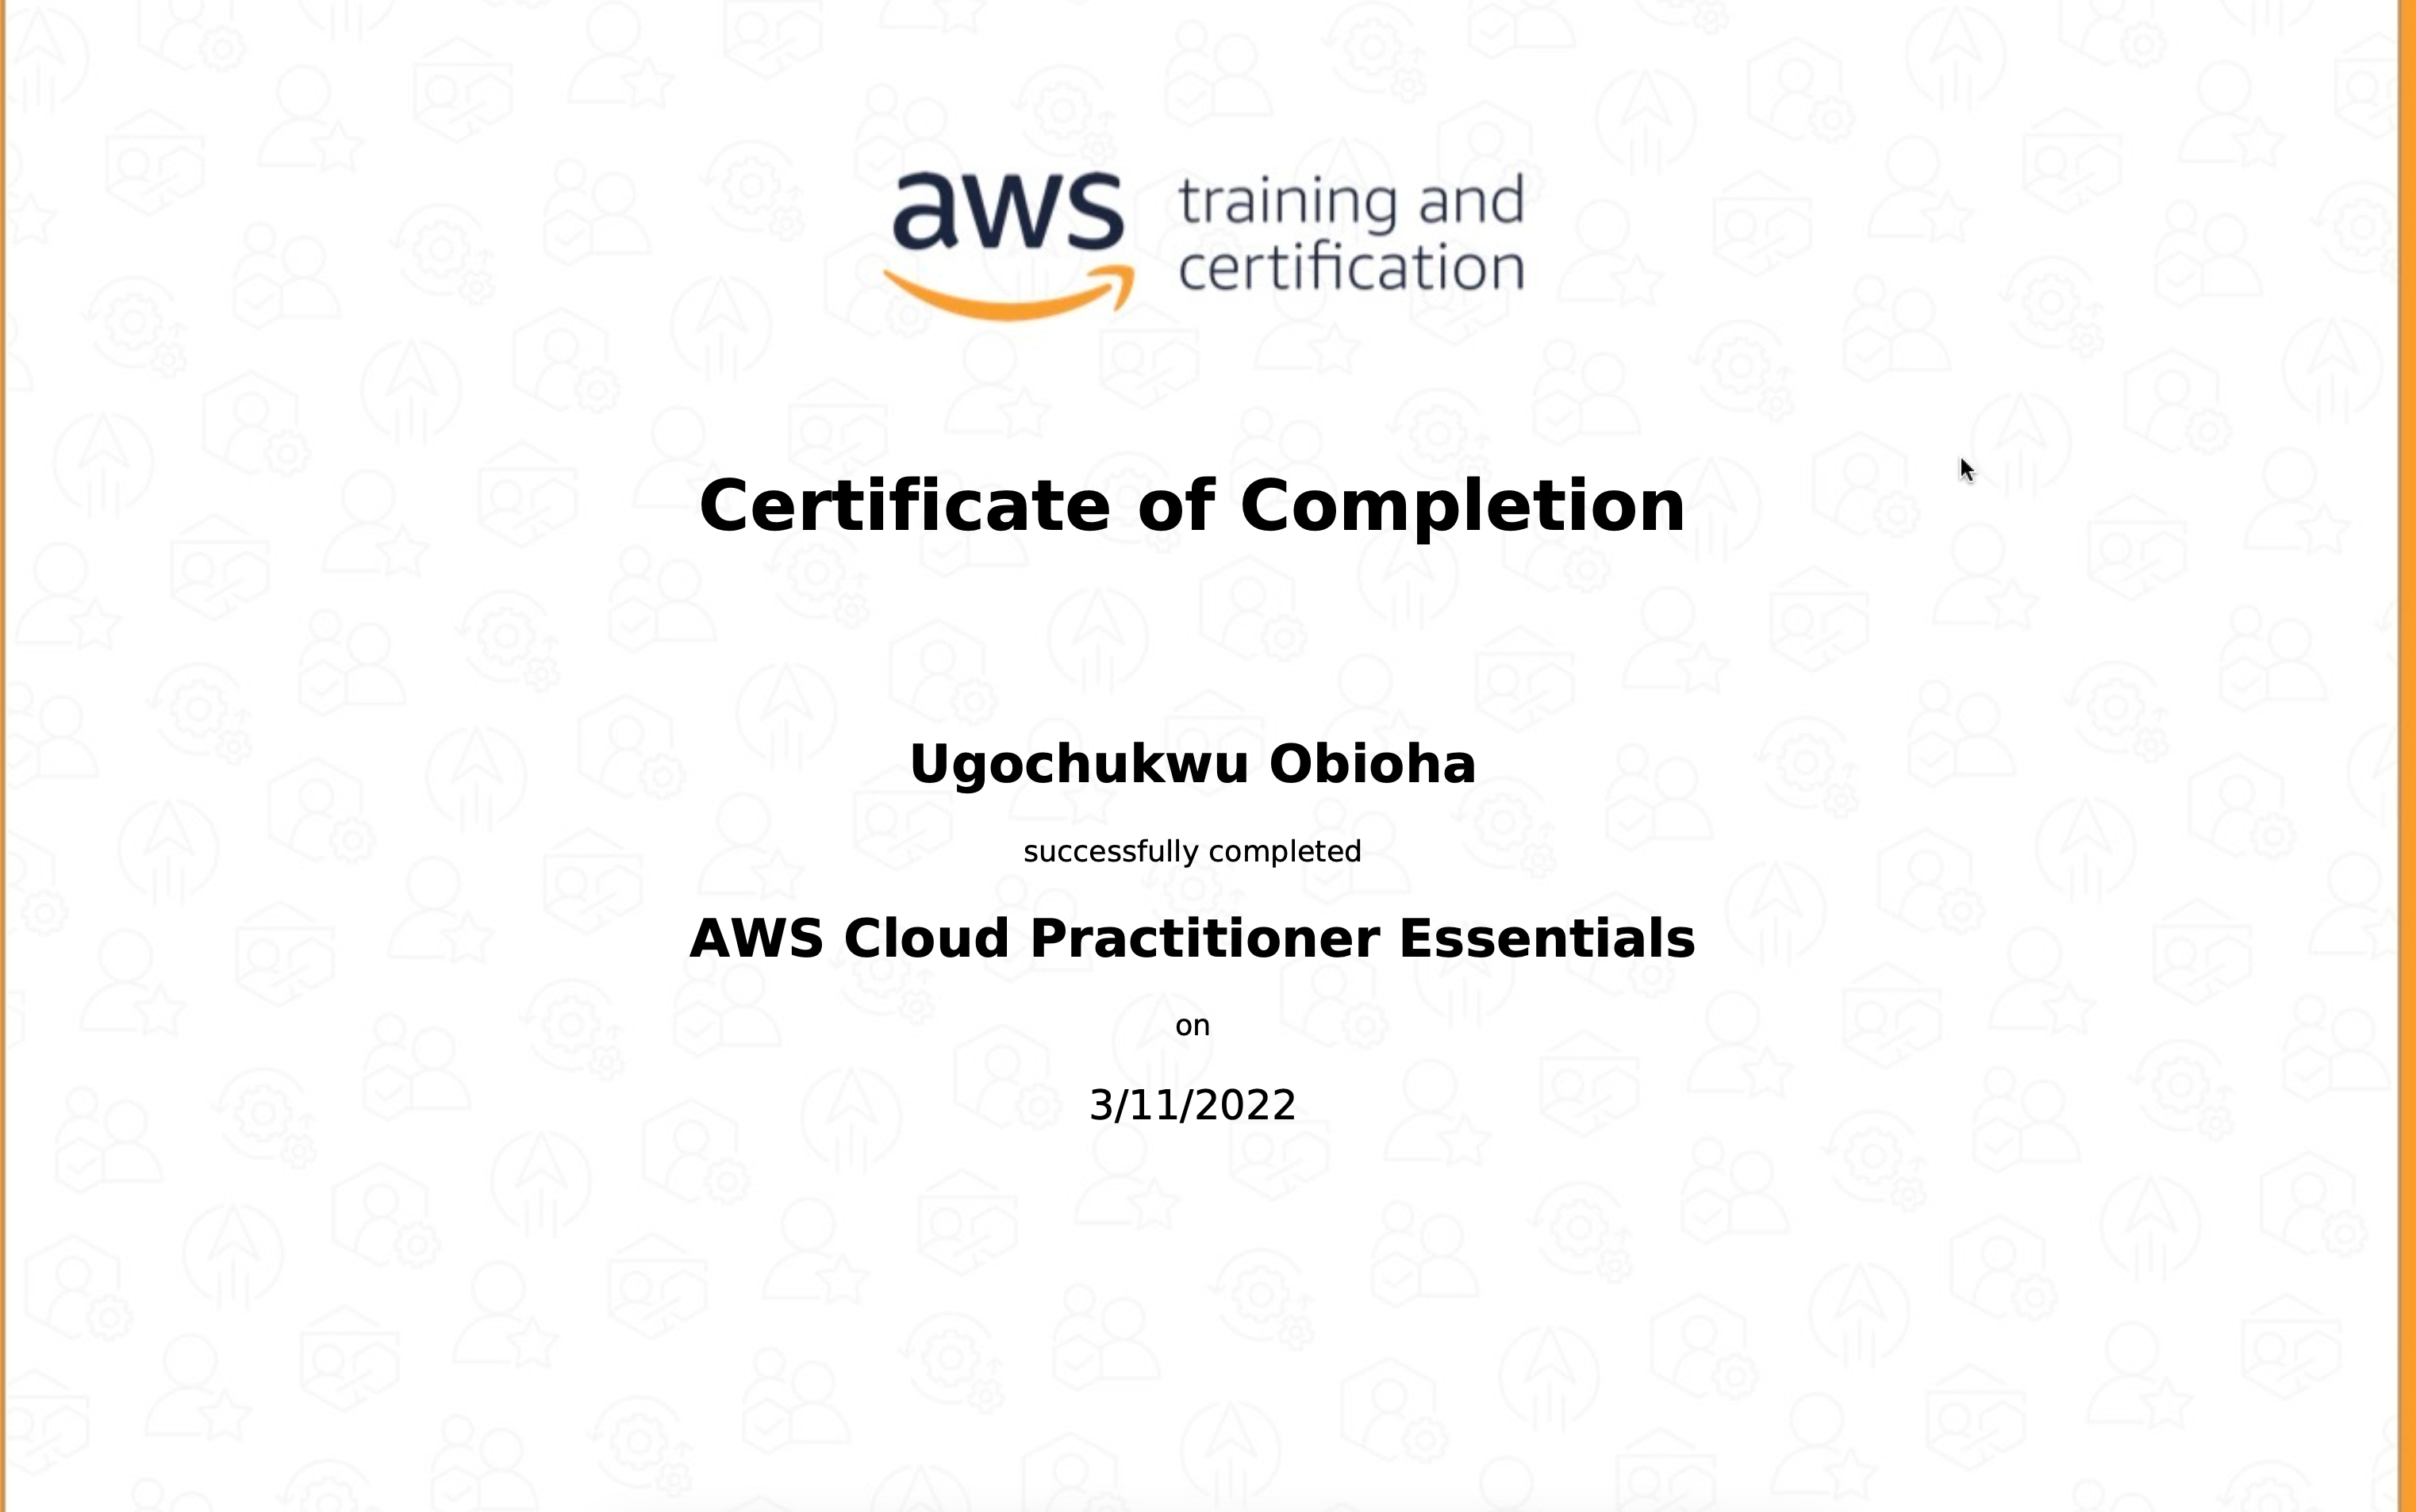 aws training and
certification
Certificate of Completion
Ugochukwu Obioha
successfully completed
AWS Cloud Practitioner Essentials
on
3/11/2022